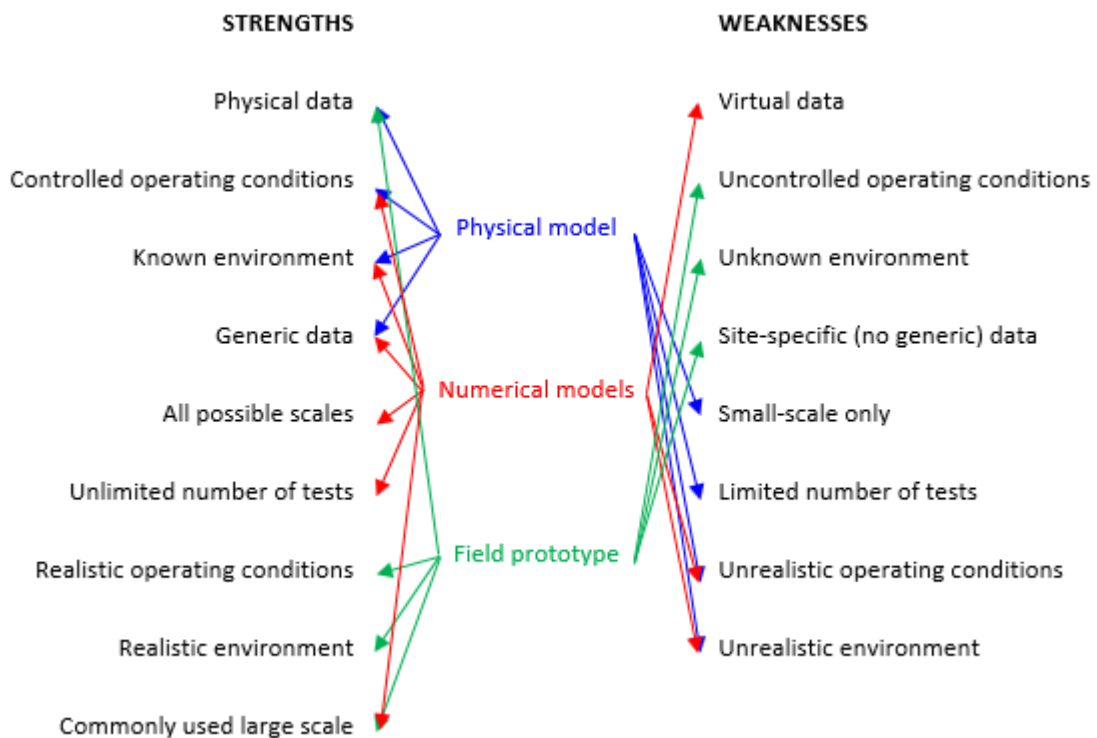 STRENGTHS
WEAKNESSES
Physical data
Virtual data
Controlled operating conditions
Uncontrolled operating conditions
Physical model
Known environment
Unknown environment
Generic data
Site-specific (no generic) data
Numerical models
All possible scales
Small-scale only
Unlimited number of tests
Limited number of tests
Field prototype
Realistic operating conditions
Unrealistic operating conditions
Realistic environment
Unrealistic environment
Commonly used large scale